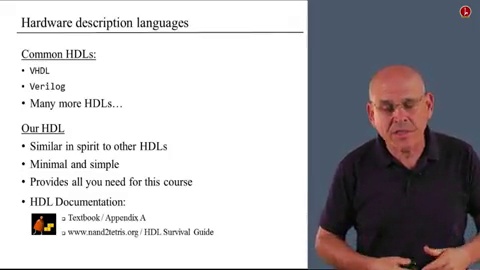 Hardware description languages
Common HDLs:
• VHDL
• Verilog
• Many more HDLs…
Our HDL
• Similar in spirit to other HDLs
• Minimal and simple
• Provides all you need for this course
• HDL Documentation:
❑ Textbook / Appendix A
❑ www.nand2tetris.org / HDL Survival Guide